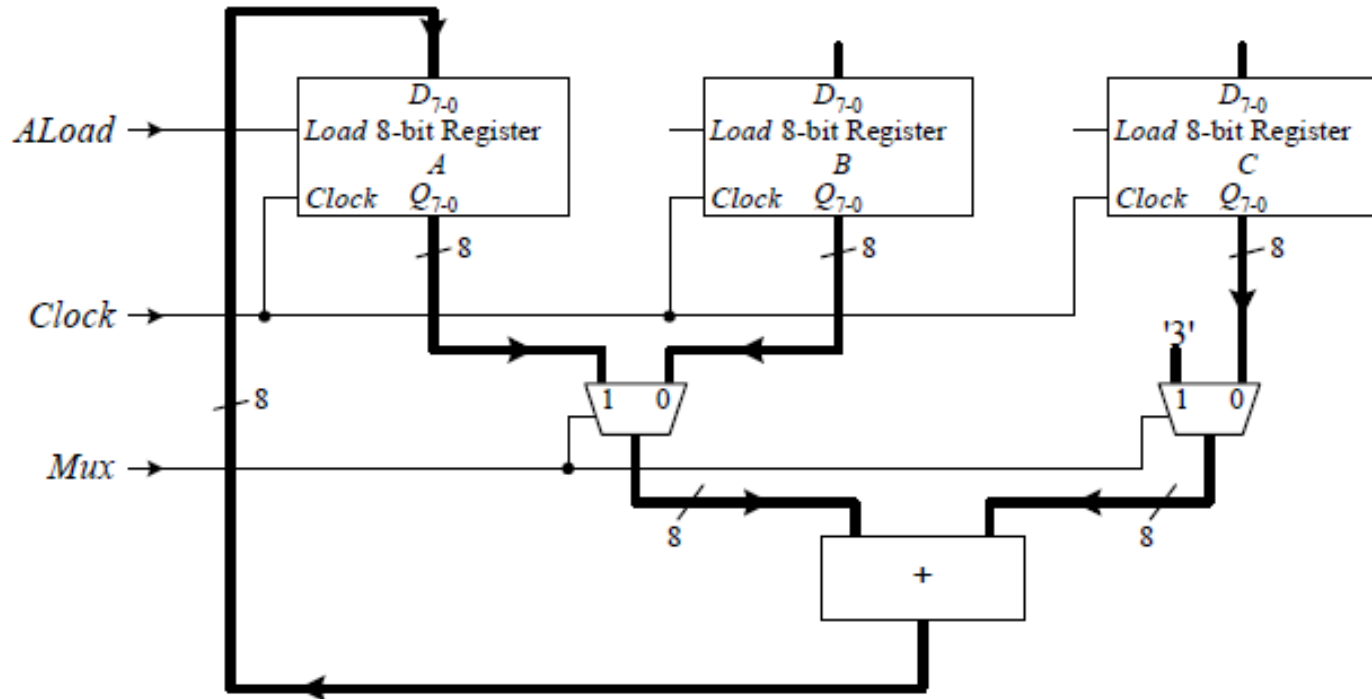 D7-0 D7-0 D7-0
ALoad Load 8-bit Register Load 8-bit Register Load 8-bit Register
A B C
Clock Q7-0 Clock Q7-0 Clock Q7-0
8 8 8
Clock
'3'
8 1 0 1 0
Mux
8 8
+